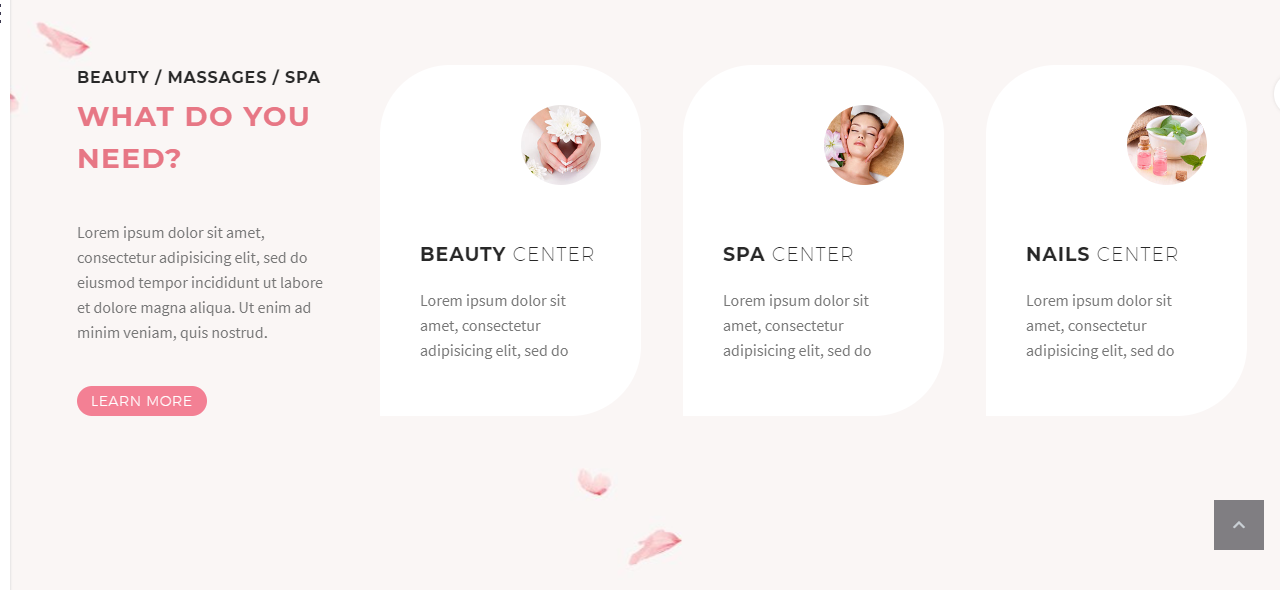 BEAUTY / MASSAGES / SPA
WHAT DO YOU
NEED?
Lorem ipsum dolor sit amet,
consectetur adipisicing elit, sed do
eiusmod tempor incididunt ut labore
et dolore magna aliqua. Ut enim ad
minim veniam, quis nostrud.
LEARN MORE
BEAUTY CENTER
Lorem ipsum dolor sit
amet, consectetur
adipisicing elit, sed do
SPA CENTER
Lorem ipsum dolor sit
amet, consectetur
adipisicing elit, sed do
NAILS CENTER
Lorem ipsum dolor sit
amet, consectetur
adipisicing elit, sed do